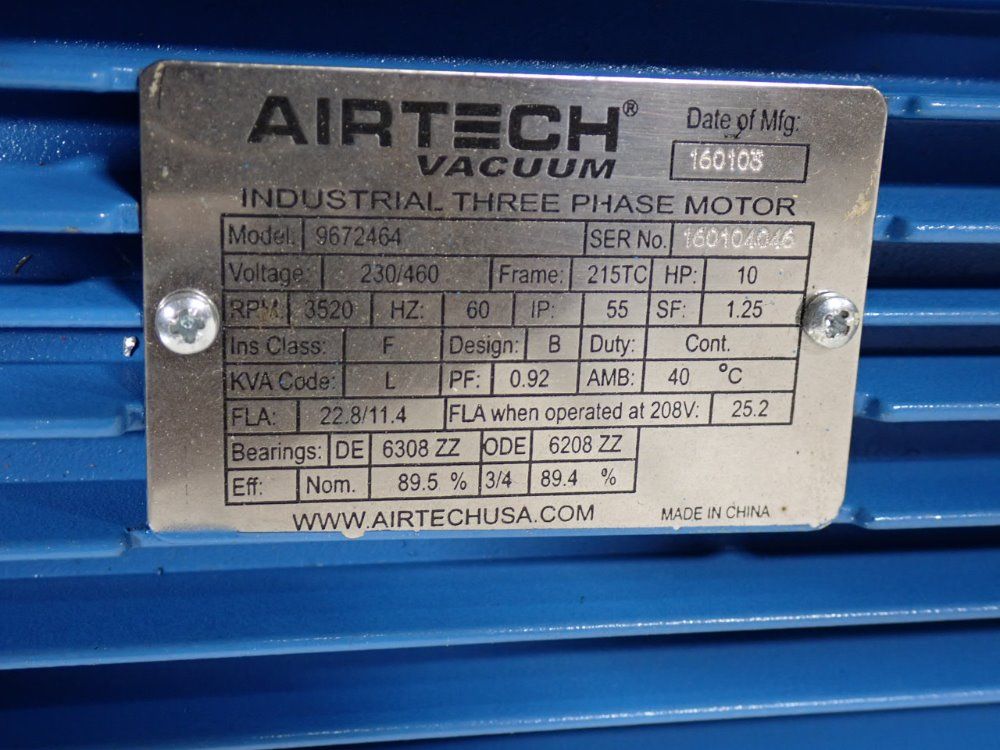 AIRTECH®
VACUUM
Date of Mfg:
160108
INDUSTRIAL THREE PHASE MOTOR
Model: 9672464 SER No. 160104046
Voltage: 230/460 Frame: 215TC HP: 10
RPM: 3520 HZ: 60 IP: 55 SF: 1.25
Ins Class: F Design: B Duty: Cont.
KVA Code: L PF: 0.92 AMB: 40 °C
FLA: 22.8/11.4 FLA when operated at 208V: 25.2
Bearings: DE 6308 ZZ ODE 6208 ZZ
Eff: Nom. 89.5 % 3/4 89.4 %
WWW.AIRTECHUSA.COM MADE IN CHINA